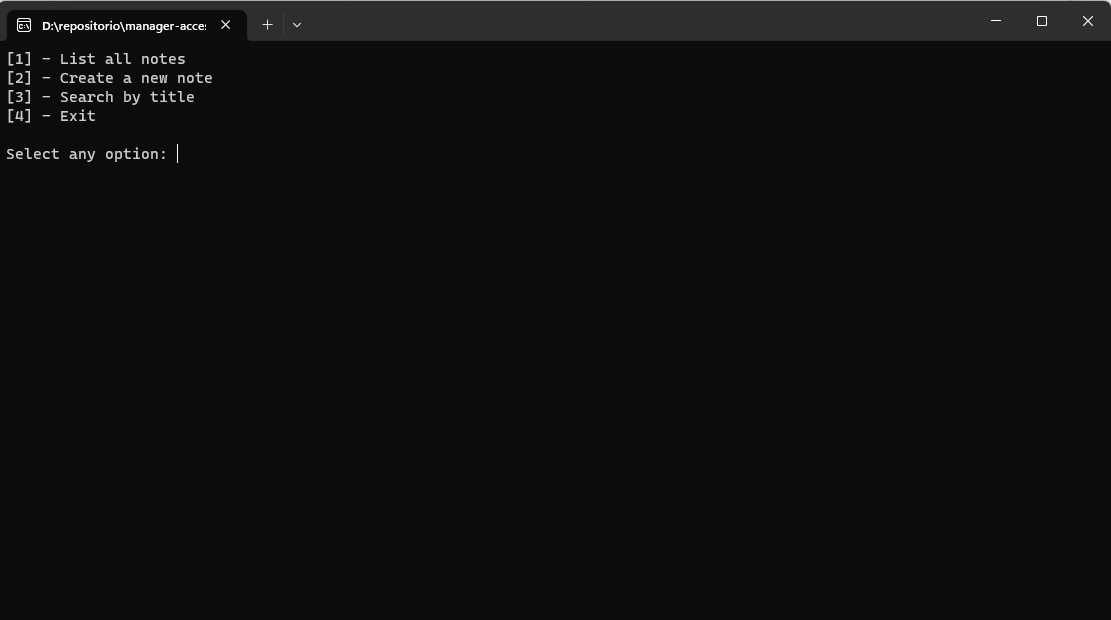 D:\repositorio\manager-acce
[1] - List all notes
[2] - Create a new note
[3] - Search by title
[4] - Exit
Select any option: